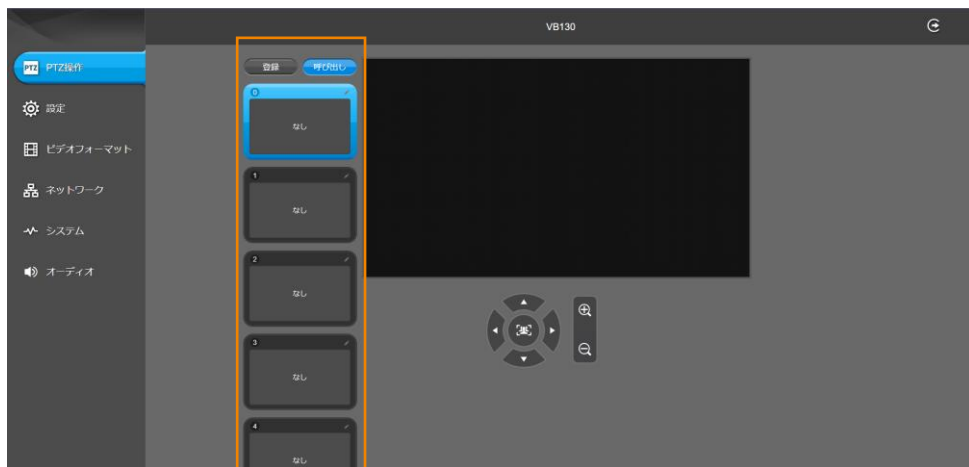 VB130
PTZ PTZ操作
設定
ビデオフォーマット
ネットワーク
システム
オーディオ
登録 呼び出し
0
なし
1
なし
2
なし
3
なし
4
なし